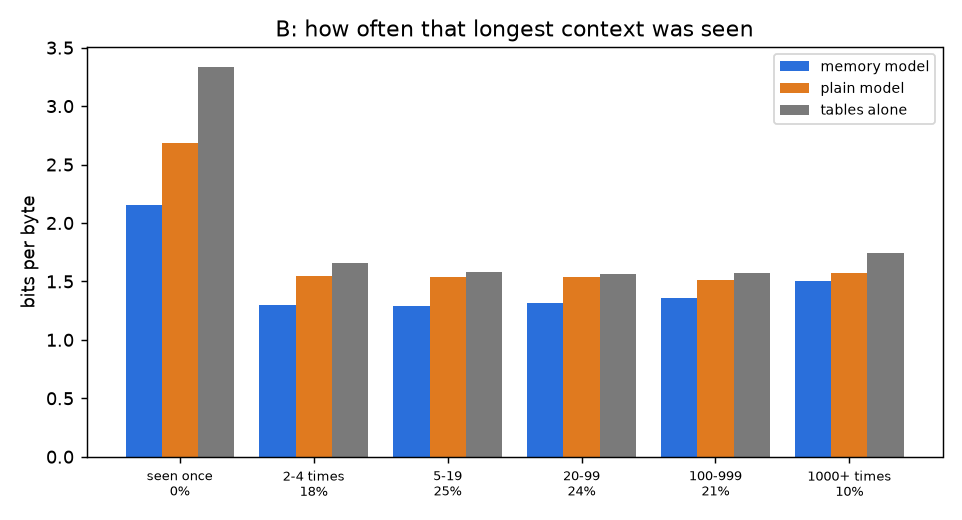 B: how often that longest context was seen
memory model
plain model
tables alone
bits per byte
3.5
3.0
2.5
2.0
1.5
1.0
0.5
0.0
seen once
0%
2-4 times
18%
5-19
25%
20-99
24%
100-999
21%
1000+ times
10%